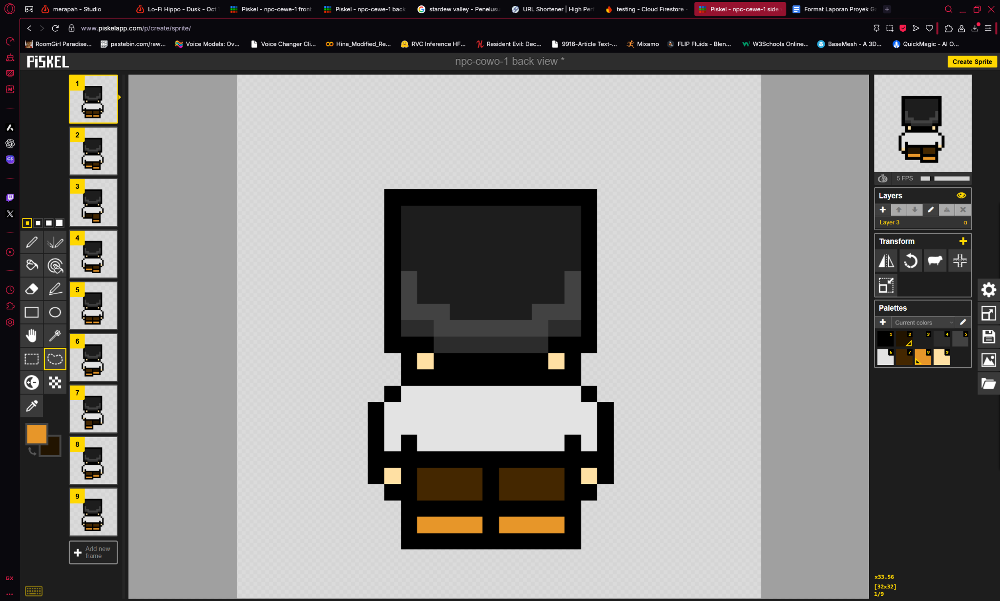 merapah - Studio
Lo-Fi Hippo - Dusk - Oct
Piskel - npc-cewe-1 front
Piskel - npc-cewe-1 back
stardew valley - Penelusu
URL Shortener | High Perf
testing - Cloud Firestore -
Piskel - npc-cewe-1 side
Format Laporan Proyek Ga
www.piskelapp.com/p/create/sprite/
RoomGirl Paradise...
pastebin.com/raw...
Voice Models: Ov...
Voice Changer Cli...
Hina_Modified_Re...
RVC Inference HF...
Resident Evil: Dec...
9916-Article Text-...
Mixamo
FLIP Fluids - Blen...
W3Schools Online...
BaseMesh - A 3D...
QuickMagic - AI O...
PiSKEL
npc-cowo-1 back view *
Create Sprite
M
CS
GX
1
2
3
4
5
6
7
8
9
Add new
frame
5 FPS
Layers
Layer 3 α
Transform
Palettes
Current colors
1 2 3 4 5
6 7 8 9
x33.56
[32x32]
1/9